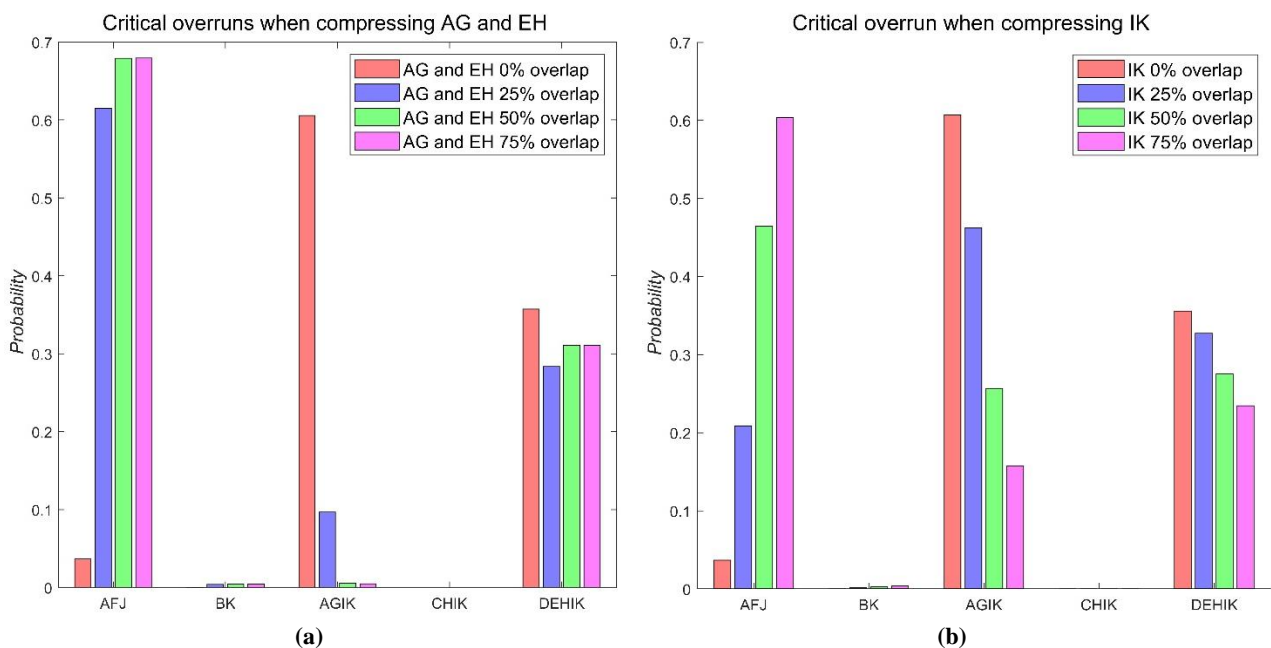 Critical overruns when compressing AG and EH
0.7
0.6
0.5
0.4
0.3
0.2
0.1
0
Probability
AG and EH 0% overlap
AG and EH 25% overlap
AG and EH 50% overlap
AG and EH 75% overlap
AFJ
BK
AGIK
CHIK
DEHIK
(a)
Critical overrun when compressing IK
0.7
0.6
0.5
0.4
0.3
0.2
0.1
0
Probability
IK 0% overlap
IK 25% overlap
IK 50% overlap
IK 75% overlap
AFJ
BK
AGIK
CHIK
DEHIK
(b)